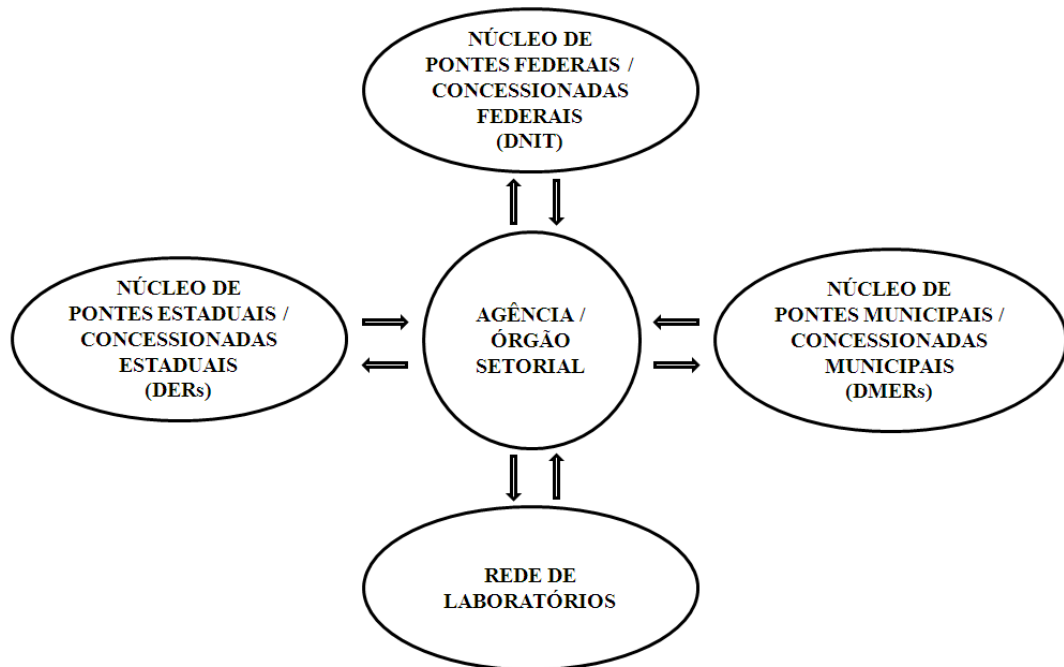 NÚCLEO DE
PONTES FEDERAIS /
CONCESSIONADAS
FEDERAIS
(DNIT)
NÚCLEO DE
PONTES ESTADUAIS /
CONCESSIONADAS
ESTADUAIS
(DERs)
AGÊNCIA /
ÓRGÃO
SETORIAL
NÚCLEO DE
PONTES MUNICIPAIS /
CONCESSIONADAS
MUNICIPAIS
(DMERs)
REDE DE
LABORATÓRIOS